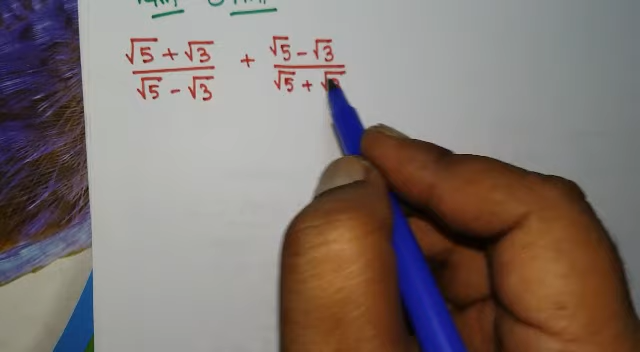 √5 + √3 / √5 - √3 + √5 - √3 / √5 +